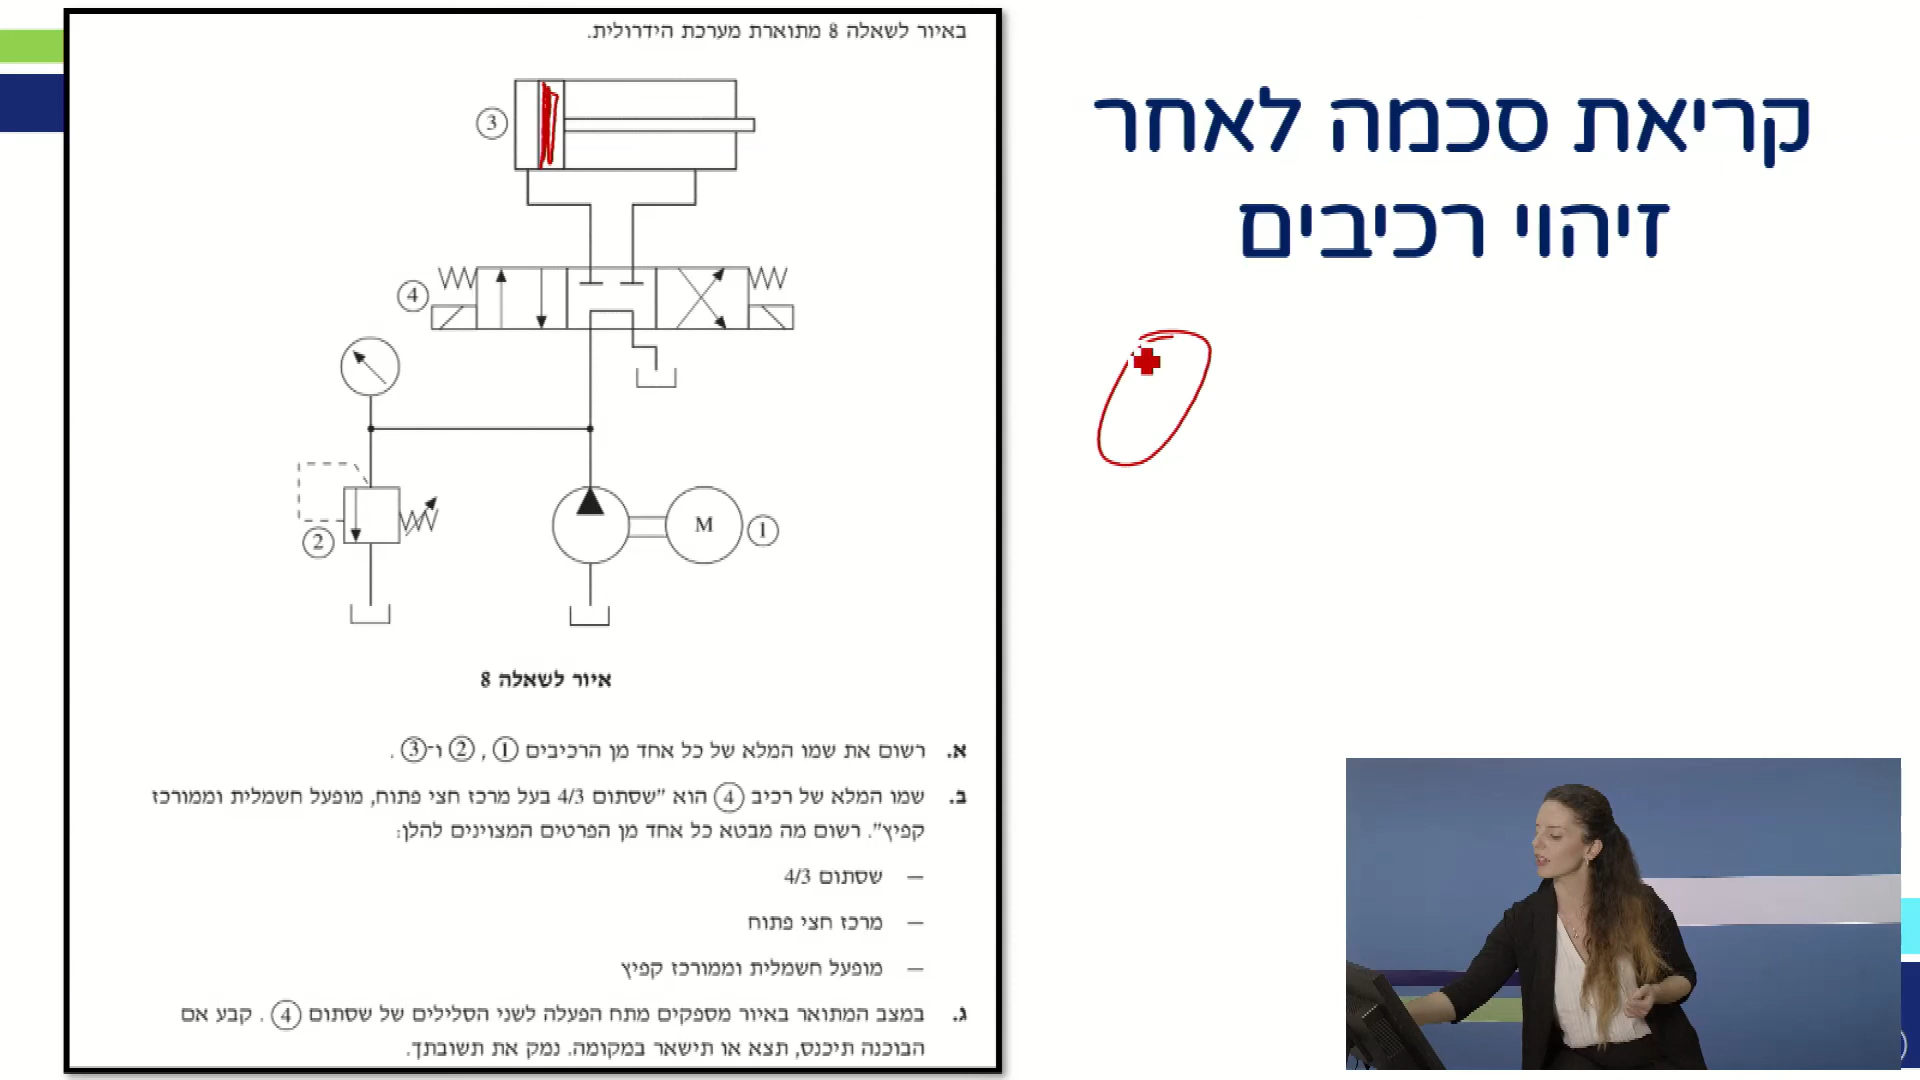 קריאת סכמה לאחר
זיהוי רכיבים
באיור לשאלה 8 מתוארת מערכת הידרולית.
3
4
2
M
1
איור לשאלה 8
א. רשום את שמו המלא של כל אחד מן הרכיבים 1 , 2 ו־3 .
ב. שמו המלא של רכיב 4 הוא "שסתום 4/3 בעל מרכז חצי פתוח, מופעל חשמלית וממורכז
קפיץ". רשום מה מבטא כל אחד מן הפרטים המצוינים להלן:
— שסתום 4/3
— מרכז חצי פתוח
— מופעל חשמלית וממורכז קפיץ
ג. במצב המתואר באיור מספקים מתח הפעלה לשני הסלילים של שסתום 4 . קבע אם
הבוכנה תיכנס, תצא או תישאר במקומה. נמק את תשובתך.